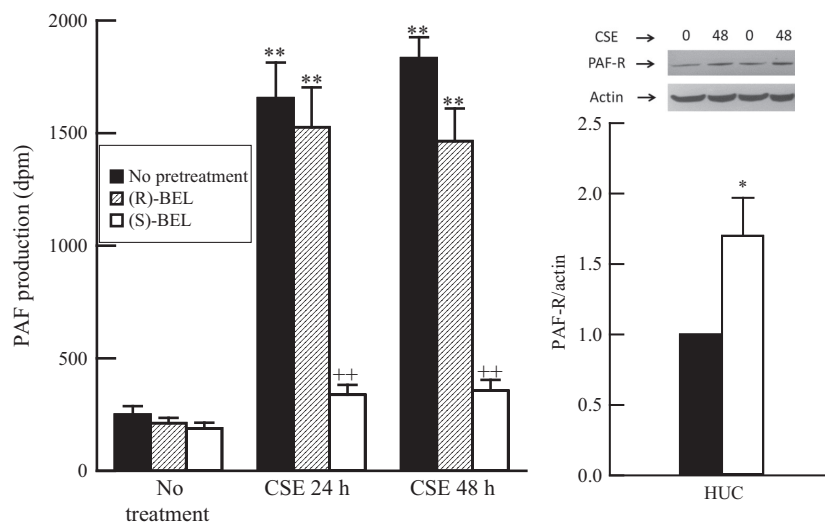 PAF production (dpm)
2000
1500
1000
500
0
No pretreatment
(R)-BEL
(S)-BEL
**
**
++
**
**
++
No
treatment
CSE 24 h
CSE 48 h
CSE → 0 48 0 48
PAF-R →
Actin →
PAF-R/actin
2.5
2.0
1.5
1.0
0.5
0.0
*
HUC